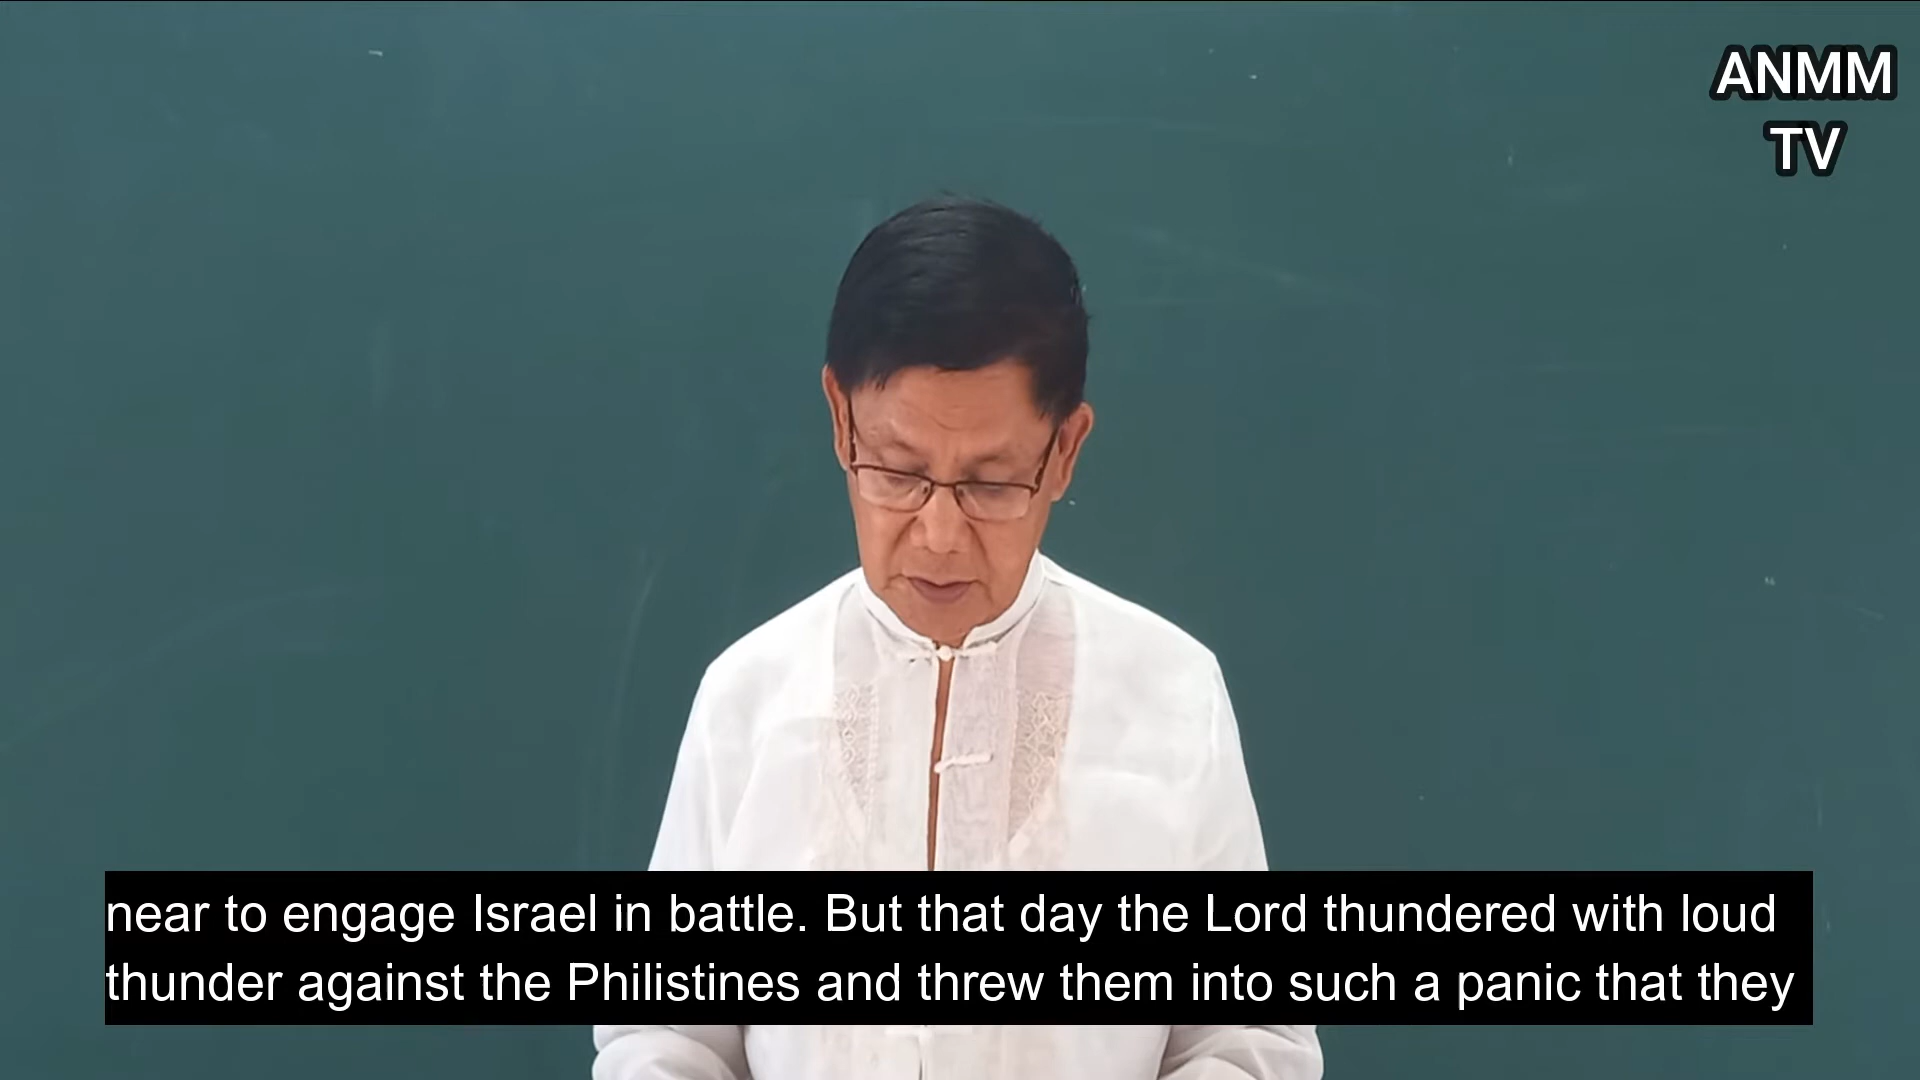 ANMM
TV
near to engage Israel in battle. But that day the Lord thundered with loud
thunder against the Philistines and threw them into such a panic that they